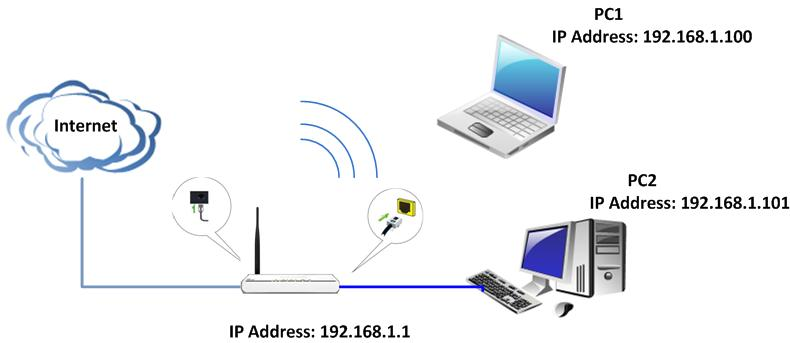 PC1
IP Address: 192.168.1.100
Internet
PC2
IP Address: 192.168.1.101
IP Address: 192.168.1.1